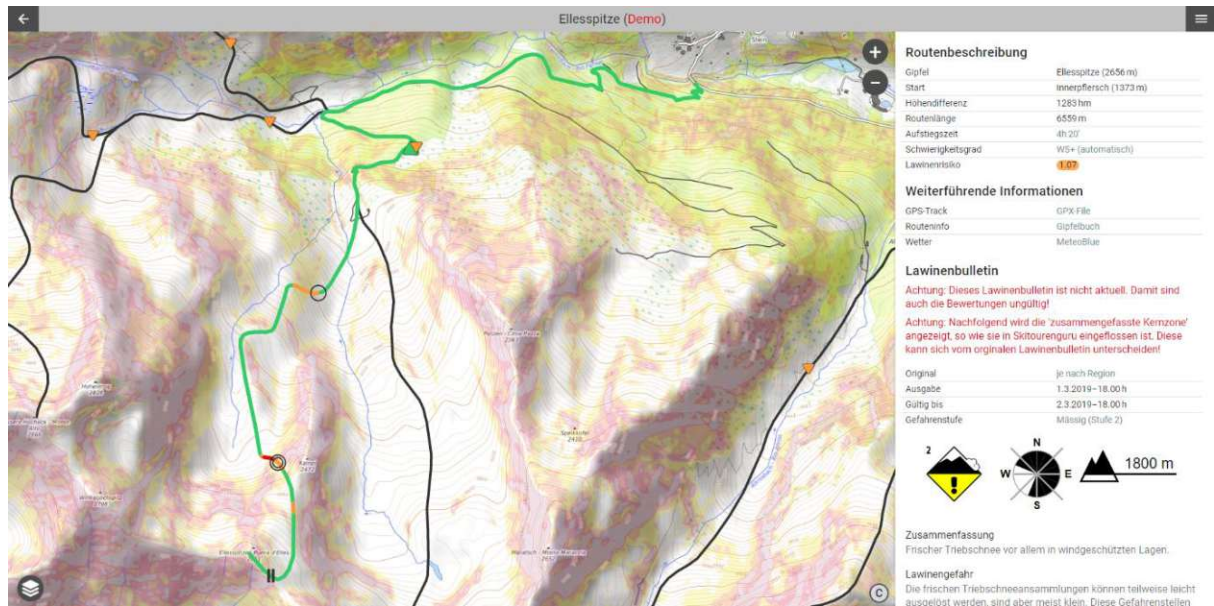 Ellesspitze (Demo)
Routenbeschreibung
Gipfel Ellesspitze (2656 m)
Start Innerpflersch (1373 m)
Höhendifferenz 1283 hm
Routenlänge 6559 m
Aufstiegszeit 4h 20'
Schwierigkeitsgrad WS+ (automatisch)
Lawinenrisiko 1.07
Weiterführende Informationen
GPS-Track GPX-File
Routeninfo Gipfelbuch
Wetter MeteoBlue
Lawinenbulletin
Achtung: Dieses Lawinenbulletin ist nicht aktuell. Damit sind
auch die Bewertungen ungültig!
Achtung: Nachfolgend wird die 'zusammengefasste Kernzone'
angezeigt, so wie sie in Skitourenguru eingeflossen ist. Diese
kann sich vom orginalen Lawinenbulletin unterscheiden!
Original je nach Region
Ausgabe 1.3.2019–18.00 h
Gültig bis 2.3.2019–18.00 h
Gefahrenstufe Mässig (Stufe 2)
2
N
W E
S
1800 m
Zusammenfassung
Frischer Triebschnee vor allem in windgeschützten Lagen.
Lawinengefahr
Die frischen Triebschneeansammlungen können teilweise leicht
ausgelöst werden, sind aber meist klein. Diese Gefahrenstellen
Stein
C